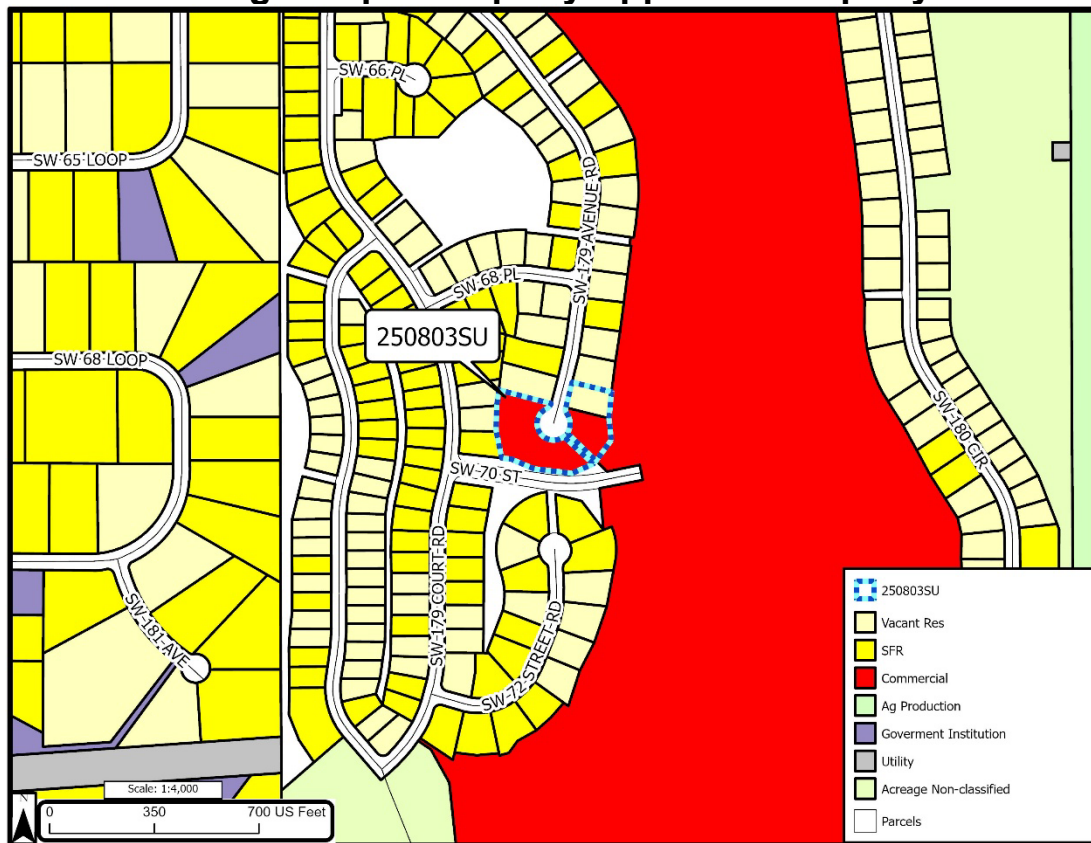 SW 66 PL
SW 65 LOOP
SW 179 AVENUE RD
SW 68 PL
250803SU
SW 68 LOOP
SW 180 CIR
SW 70 ST
SW 179 COURT RD
SW 181 AVE
SW 72 STREET RD
250803SU
Vacant Res
SFR
Commercial
Ag Production
Goverment Institution
Utility
Acreage Non-classified
Parcels
Scale: 1:4,000
0 350 700 US Feet